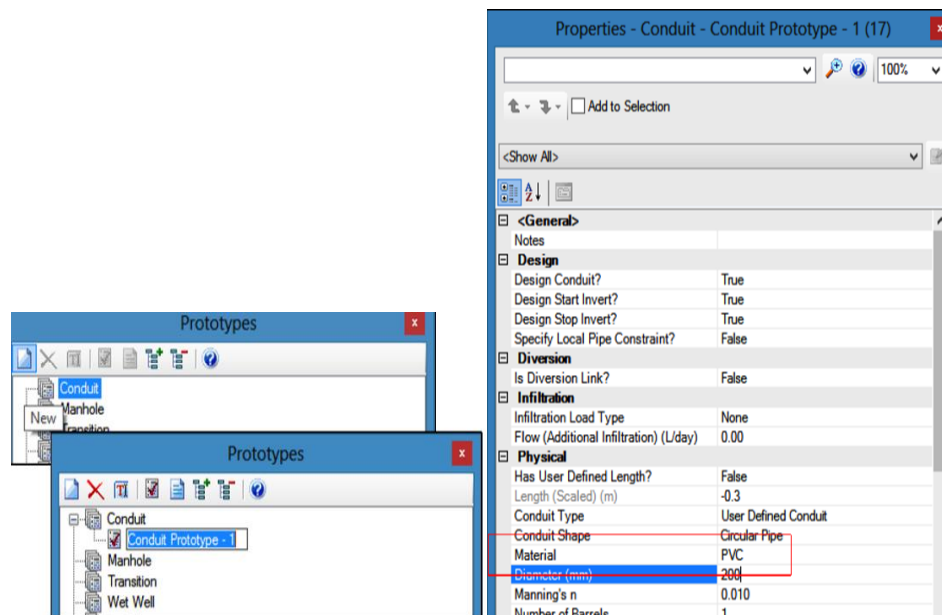 Prototypes
x
Conduit
New
Manhole
Transition
Prototypes
x
Conduit
Conduit Prototype - 1
Manhole
Transition
Wet Well
Properties - Conduit - Conduit Prototype - 1 (17)
x
100%
Add to Selection
<Show All>
<General>
Notes
Design
Design Conduit? True
Design Start Invert? True
Design Stop Invert? True
Specify Local Pipe Constraint? False
Diversion
Is Diversion Link? False
Infiltration
Infiltration Load Type None
Flow (Additional Infiltration) (L/day) 0.00
Physical
Has User Defined Length? False
Length (Scaled) (m) -0.3
Conduit Type User Defined Conduit
Conduit Shape Circular Pipe
Material PVC
Diameter (mm) 200
Manning's n 0.010
Number of Barrels 1